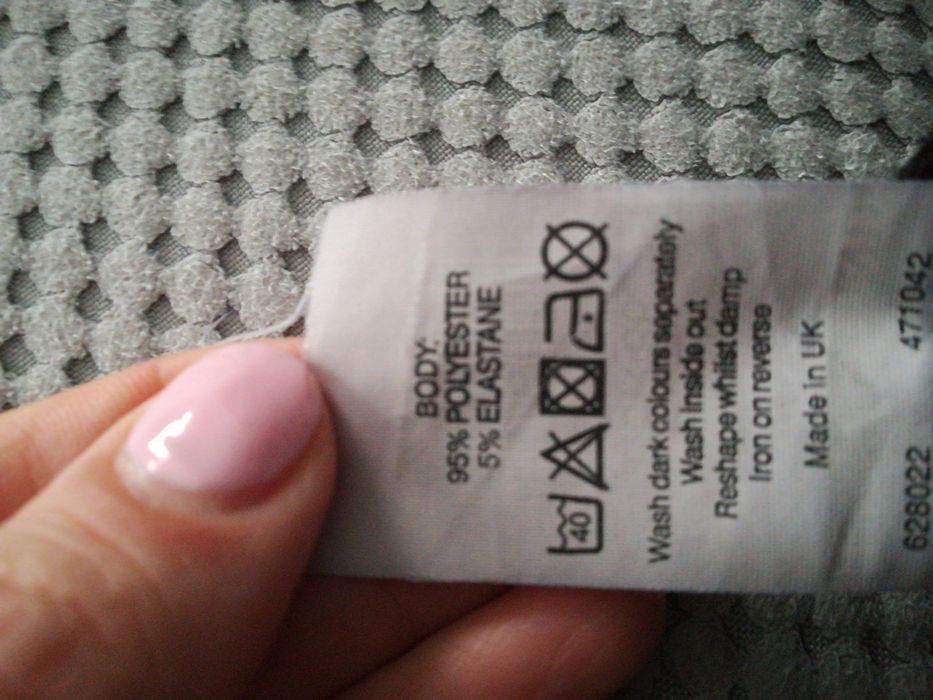 BODY:
95% POLYESTER
5% ELASTANE
40
Wash dark colours separately
Wash inside out
Reshape whilst damp
Iron on reverse
Made in UK
628022 471042